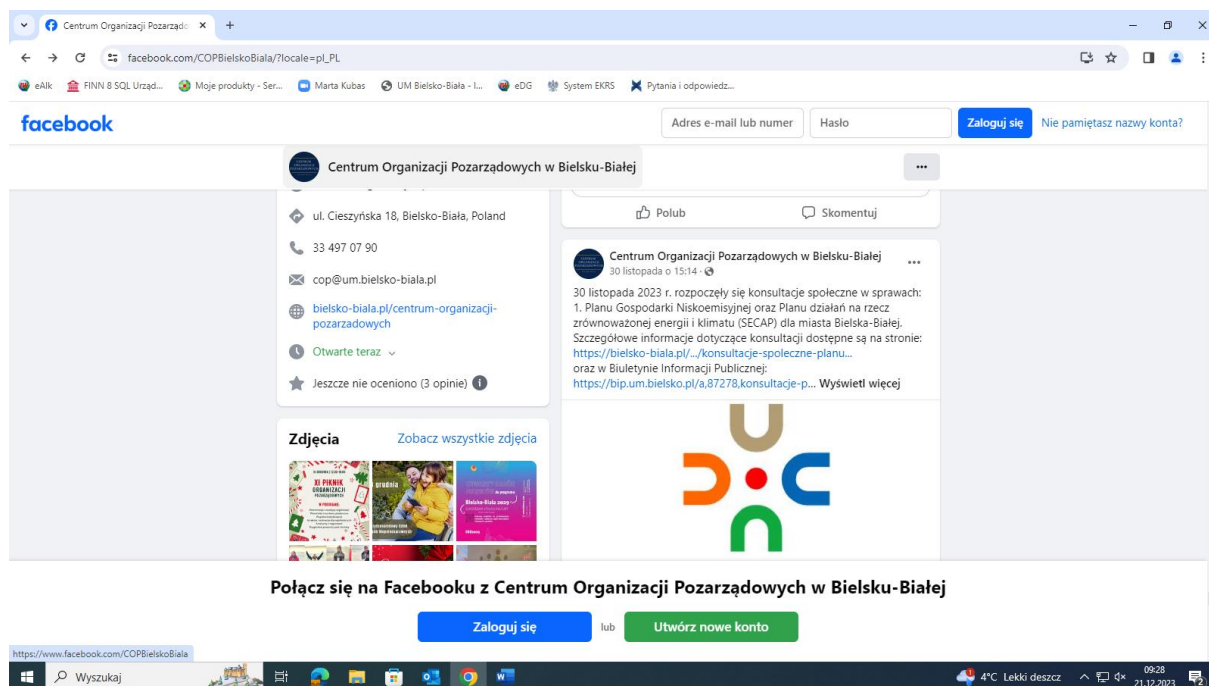 Centrum Organizacji Pozarządo
facebook.com/COPBielskoBiala/?locale=pl_PL
eAlk FINN 8 SQL Urząd... Moje produkty - Ser... Marta Kubas UM Bielsko-Biała - I... eDG System EKRS Pytania i odpowiedz...
facebook
Adres e-mail lub numer Hasło Zaloguj się Nie pamiętasz nazwy konta?
Centrum Organizacji Pozarządowych w Bielsku-Białej
ul. Cieszyńska 18, Bielsko-Biała, Poland
33 497 07 90
cop@um.bielsko-biala.pl
bielsko-biala.pl/centrum-organizacji-
pozarzadowych
Otwarte teraz
Jeszcze nie oceniono (3 opinie)
Zdjęcia Zobacz wszystkie zdjęcia
XI PIKNIK
ORGANIZACJI
grudnia
Bielsko-Biała 2029
Polub Skomentuj
Centrum Organizacji Pozarządowych w Bielsku-Białej
30 listopada o 15:14
30 listopada 2023 r. rozpoczęły się konsultacje społeczne w sprawach:
1. Planu Gospodarki Niskoemisyjnej oraz Planu działań na rzecz
zrównoważonej energii i klimatu (SECAP) dla miasta Bielska-Białej.
Szczegółowe informacje dotyczące konsultacji dostępne są na stronie:
https://bielsko-biala.pl/.../konsultacje-spoleczne-planu...
oraz w Biuletynie Informacji Publicznej:
https://bip.um.bielsko.pl/a,87278,konsultacje-p... Wyświetl więcej
Połącz się na Facebooku z Centrum Organizacji Pozarządowych w Bielsku-Białej
Zaloguj się lub Utwórz nowe konto
https://www.facebook.com/COPBielskoBiala
Wyszukaj
4°C Lekki deszcz
09:28
21.12.2023
2